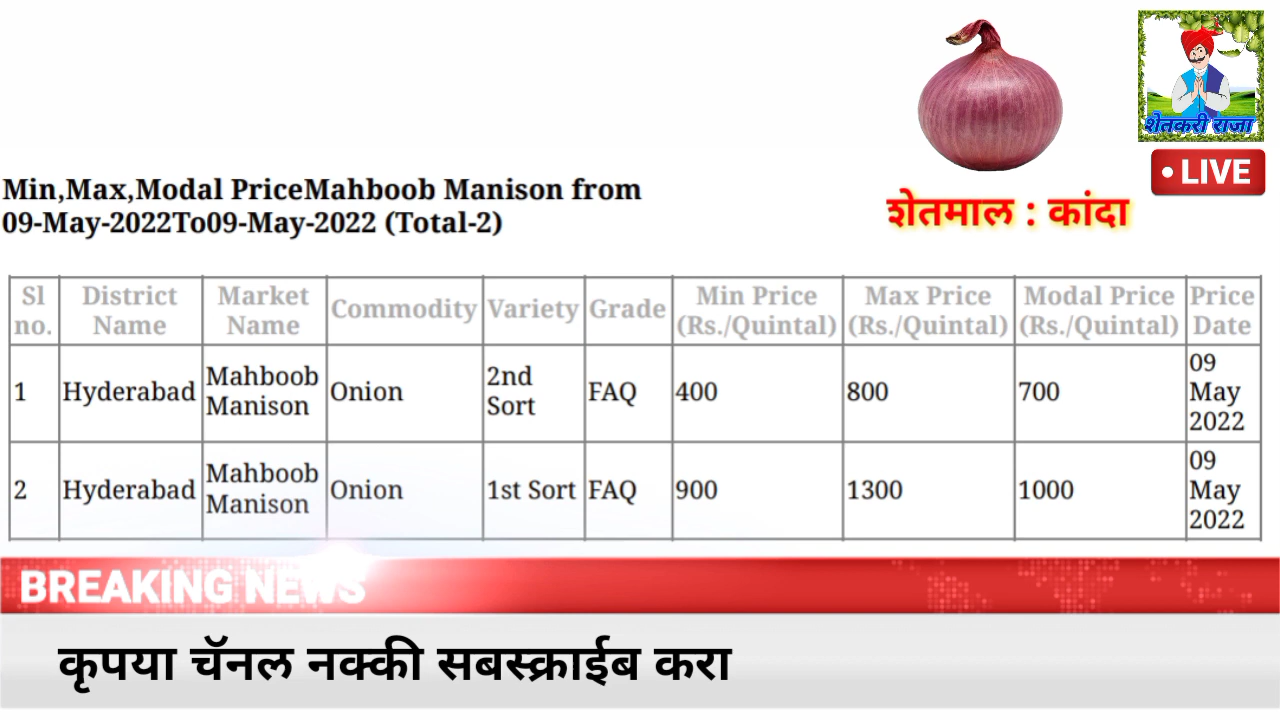 शेतकरी राजा
• LIVE
Min,Max,Modal PriceMahboob Manison from
09-May-2022To09-May-2022 (Total-2)
शेतमाल : कांदा
Sl no. District Name Market Name Commodity Variety Grade Min Price (Rs./Quintal) Max Price (Rs./Quintal) Modal Price (Rs./Quintal) Price Date
1 Hyderabad Mahboob Manison Onion 2nd Sort FAQ 400 800 700 09 May 2022
2 Hyderabad Mahboob Manison Onion 1st Sort FAQ 900 1300 1000 09 May 2022
BREAKING NEWS
कृपया चॅनल नक्की सबस्क्राईब करा